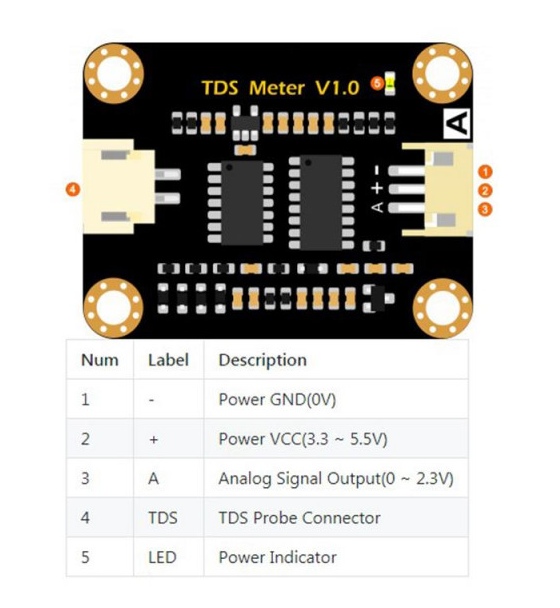 TDS Meter V1.0
5
A
-
1
+
2
A
3
4
Num Label Description
1 - Power GND(0V)
2 + Power VCC(3.3 ~ 5.5V)
3 A Analog Signal Output(0 ~ 2.3V)
4 TDS TDS Probe Connector
5 LED Power Indicator